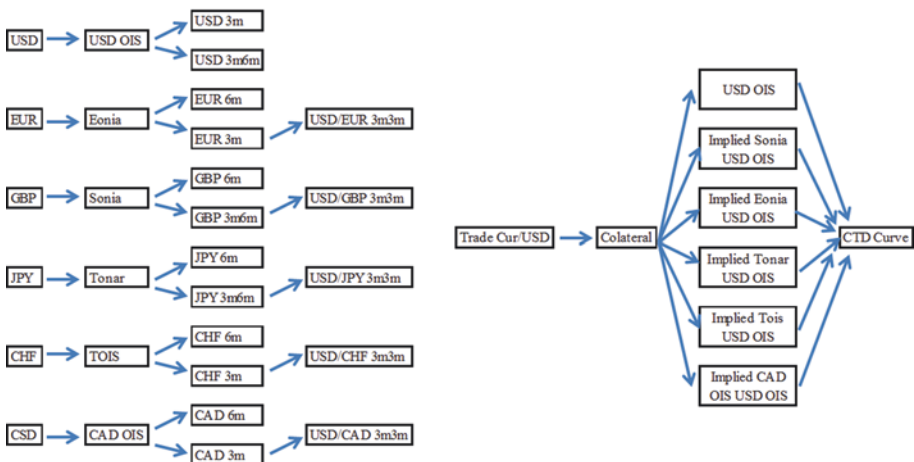 USD
USD OIS
USD 3m
USD 3m6m
EUR
Eonia
EUR 6m
EUR 3m
USD/EUR 3m3m
GBP
Sonia
GBP 6m
GBP 3m6m
USD/GBP 3m3m
JPY
Tonar
JPY 6m
JPY 3m6m
USD/JPY 3m3m
CHF
TOIS
CHF 6m
CHF 3m
USD/CHF 3m3m
CSD
CAD OIS
CAD 6m
CAD 3m
USD/CAD 3m3m
Trade Cur/USD
Colateral
USD OIS
Implied Sonia
USD OIS
Implied Eonia
USD OIS
Implied Tonar
USD OIS
Implied Tois
USD OIS
Implied CAD
OIS USD OIS
CTD Curve